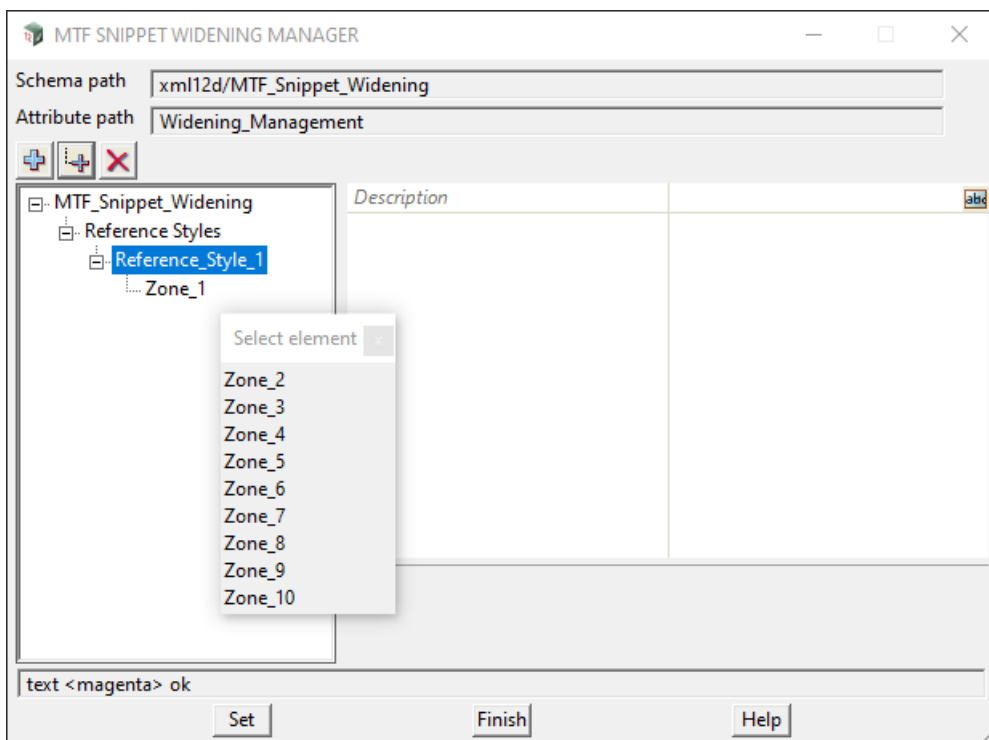 MTF SNIPPET WIDENING MANAGER
Schema path xml12d/MTF_Snippet_Widening
Attribute path Widening_Management
MTF_Snippet_Widening
Reference Styles
Reference_Style_1
Zone_1
Description
abc
Select element x
Zone_2
Zone_3
Zone_4
Zone_5
Zone_6
Zone_7
Zone_8
Zone_9
Zone_10
text <magenta> ok
Set Finish Help